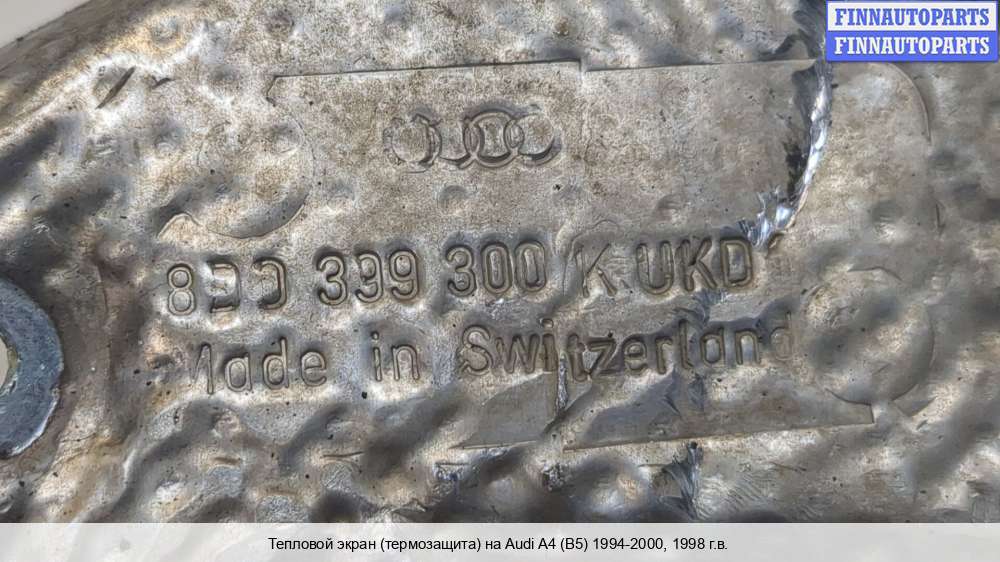 FINNAUTOPARTS
FINNAUTOPARTS
8D0 399 300 K UKD
Made in Switzerland
Тепловой экран (термозащита) на Audi A4 (B5) 1994-2000, 1998 г.в.